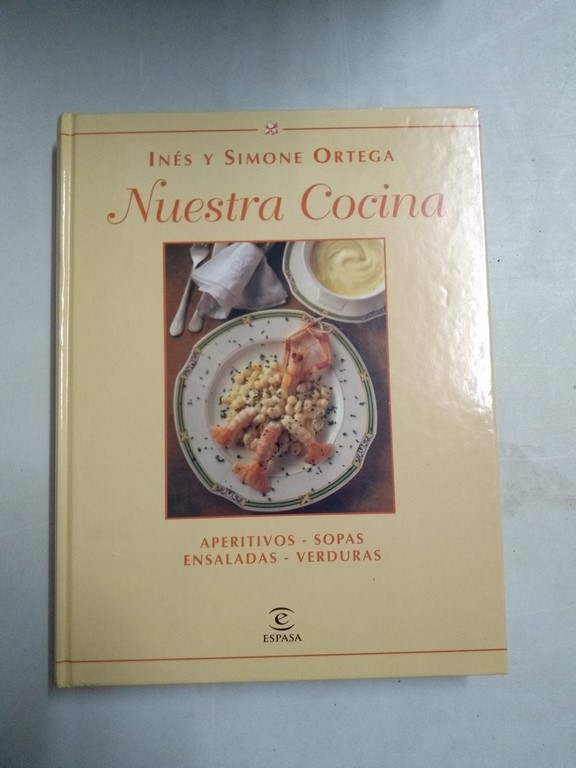 INÉS Y SIMONE ORTEGA
Nuestra Cocina
APERITIVOS - SOPAS
ENSALADAS - VERDURAS
e
ESPASA